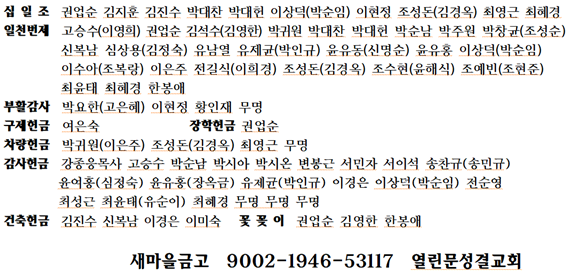 십 일 조 권업순 김지훈 김진수 박대찬 박대헌 이상덕(박순임) 이현정 조성돈(김경옥) 최영근 최혜경
일천번제 고승수(이영희) 권업순 김석수(김영한) 박귀원 박대찬 박대헌 박순남 박주원 박창균(조성순)
신복남 심상용(김정숙) 유남열 유제균(박인규) 윤유동(신명순) 윤유홍 이상덕(박순임)
이수아(조복랑) 이은주 전길식(이희경) 조성돈(김경옥) 조수현(윤해식) 조예빈(조현준)
최윤태 최혜경 한봉애
부활감사 박요한(고은혜) 이현정 황인재 무명
구제헌금 여은숙 장학헌금 권업순
차량헌금 박귀원(이은주) 조성돈(김경옥) 최영근 무명
감사헌금 강종웅목사 고승수 박순남 박시아 박시온 변봉근 서민자 서이석 송찬규(송민규)
윤여홍(심정숙) 윤유홍(장옥금) 유제균(박인규) 이경은 이상덕(박순임) 전순영
최성근 최윤태(유순이) 최혜경 무명 무명 무명
건축헌금 김진수 신복남 이경은 이미숙 꽃 꽂 이 권업순 김영한 한봉애
새마을금고 9002-1946-53117 열린문성결교회